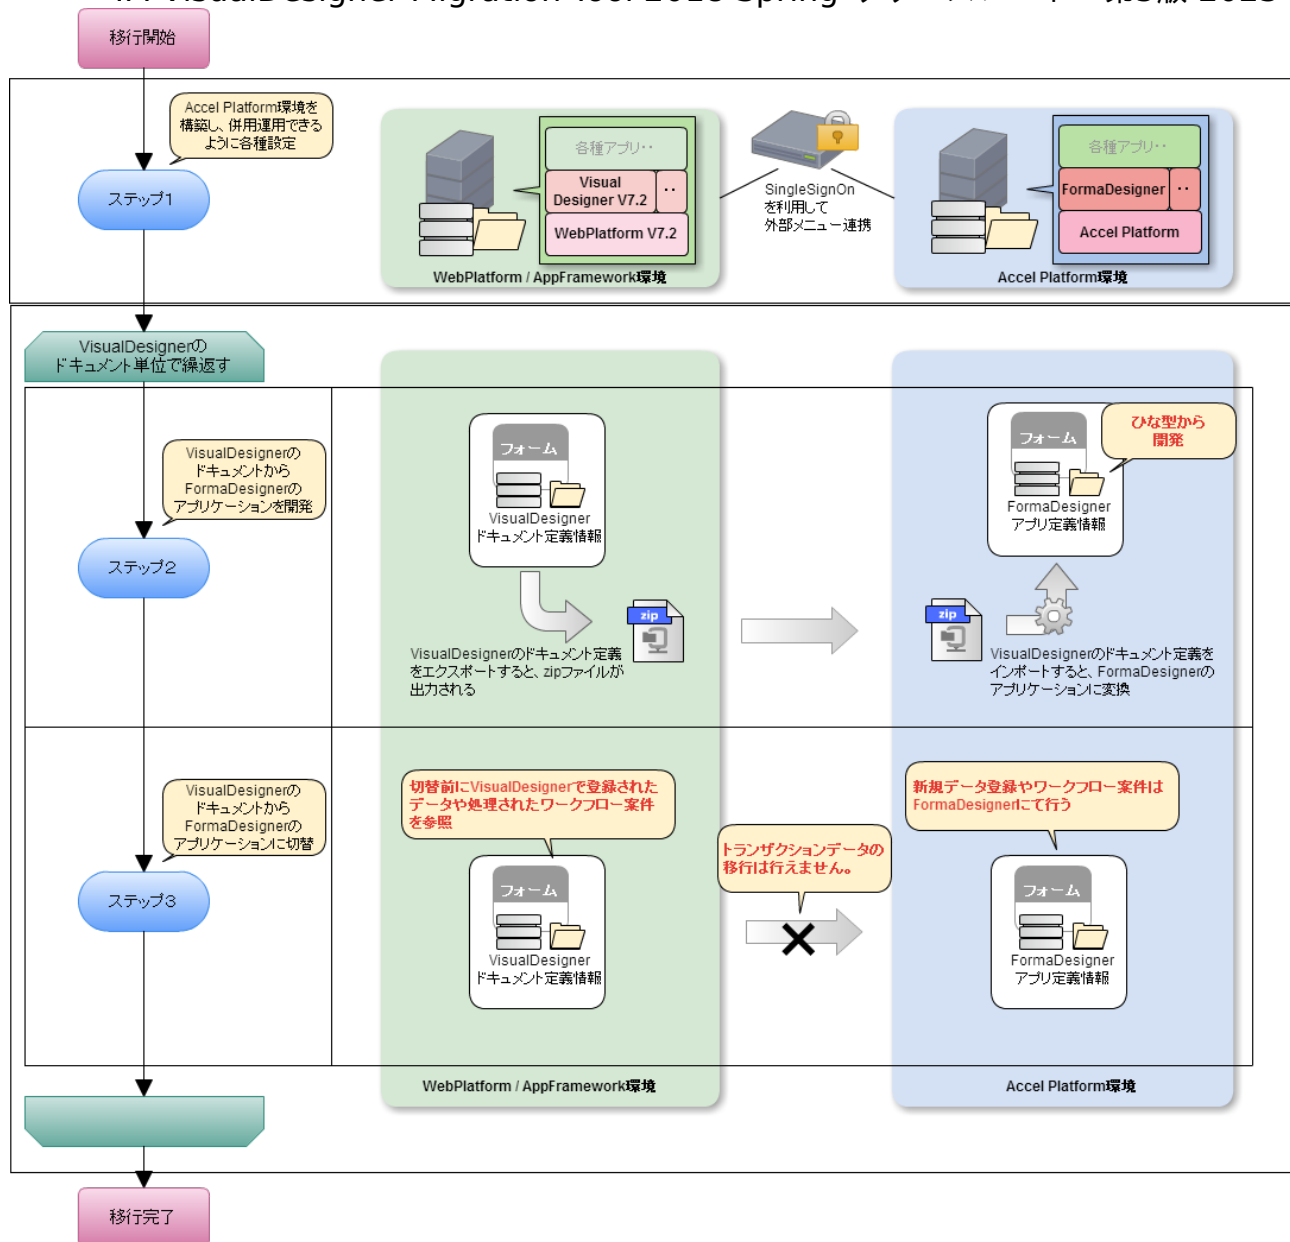 VisualDesigner Migration Tool 2013 Spring
移行開始
Accel Platform環境を
構築し、併用運用できる
ように各種設定
ステップ1
各種アプリ‥
Visual
Designer V7.2
‥
WebPlatform V7.2
WebPlatform / AppFramework環境
SingleSignOn
を利用して
外部メニュー連携
各種アプリ‥
FormaDesigner
‥
Accel Platform
Accel Platform環境
VisualDesignerの
ドキュメント単位で繰返す
VisualDesignerの
ドキュメントから
FormaDesignerの
アプリケーションを開発
ステップ2
フォーム
VisualDesigner
ドキュメント定義情報
zip
VisualDesignerのドキュメント定義
をエクスポートすると、zipファイルが
出力される
ひな型から
開発
フォーム
FormaDesigner
アプリ定義情報
zip
VisualDesignerのドキュメント定義を
インポートすると、FormaDesignerの
アプリケーションに変換
VisualDesignerの
ドキュメントから
FormaDesignerの
アプリケーションに切替
ステップ3
切替前にVisualDesignerで登録された
データや処理されたワークフロー案件
を参照
フォーム
VisualDesigner
ドキュメント定義情報
トランザクションデータの
移行は行えません。
新規データ登録やワークフロー案件は
FormaDesignerにて行う
フォーム
FormaDesigner
アプリ定義情報
WebPlatform / AppFramework環境
Accel Platform環境
移行完了